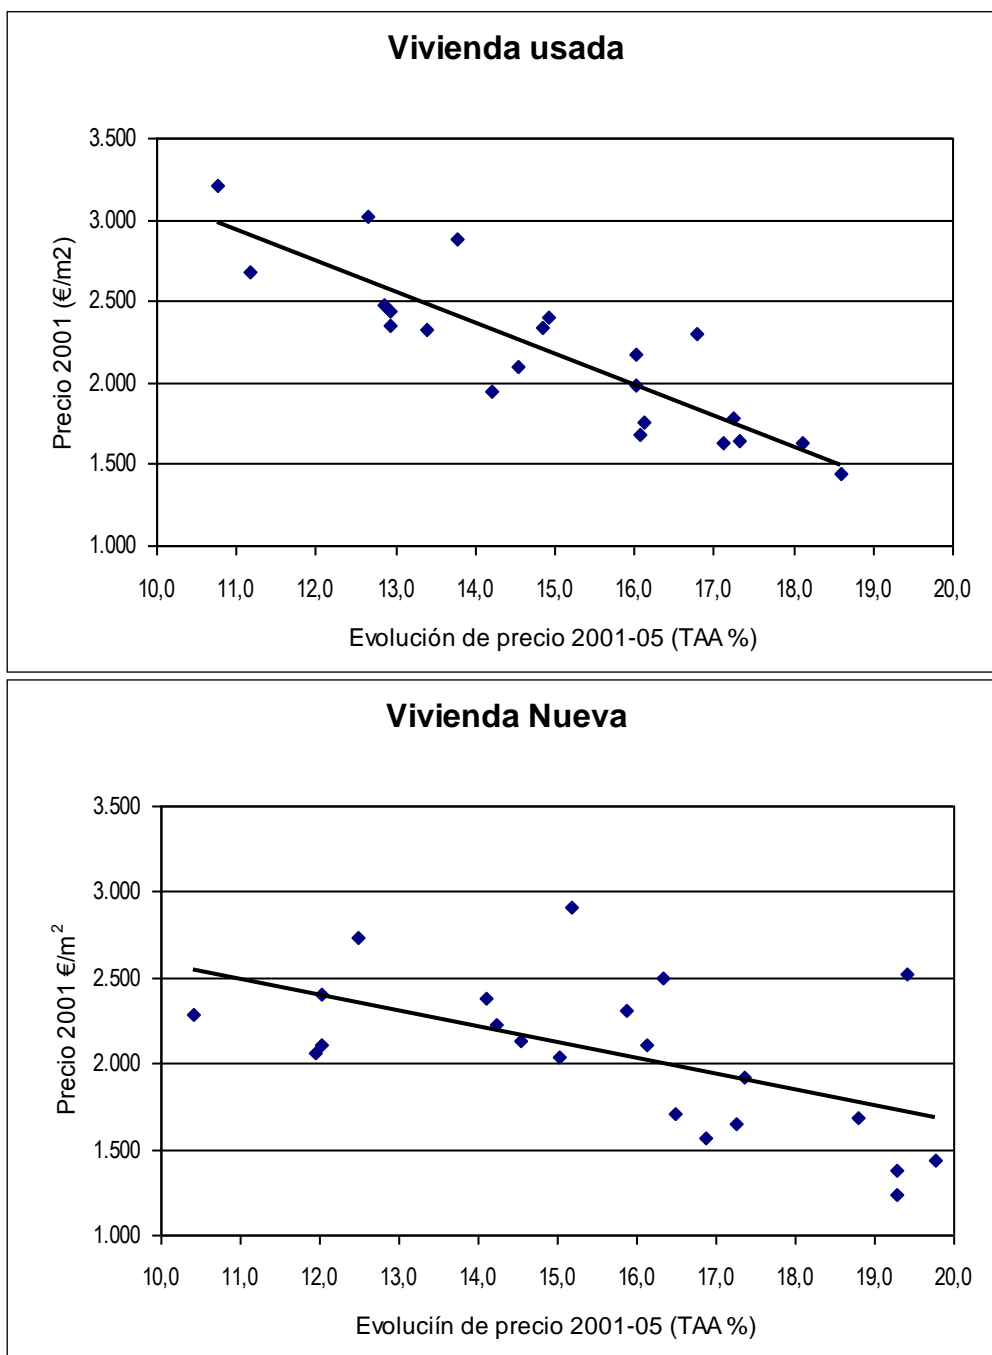 Vivienda usada
3.500
3.000
2.500
2.000
1.500
1.000
Precio 2001 (€/m2)
10,0 11,0 12,0 13,0 14,0 15,0 16,0 17,0 18,0 19,0 20,0
Evolución de precio 2001-05 (TAA %)
Vivienda Nueva
3.500
3.000
2.500
2.000
1.500
1.000
Precio 2001 €/m²
10,0 11,0 12,0 13,0 14,0 15,0 16,0 17,0 18,0 19,0 20,0
Evoluciín de precio 2001-05 (TAA %)